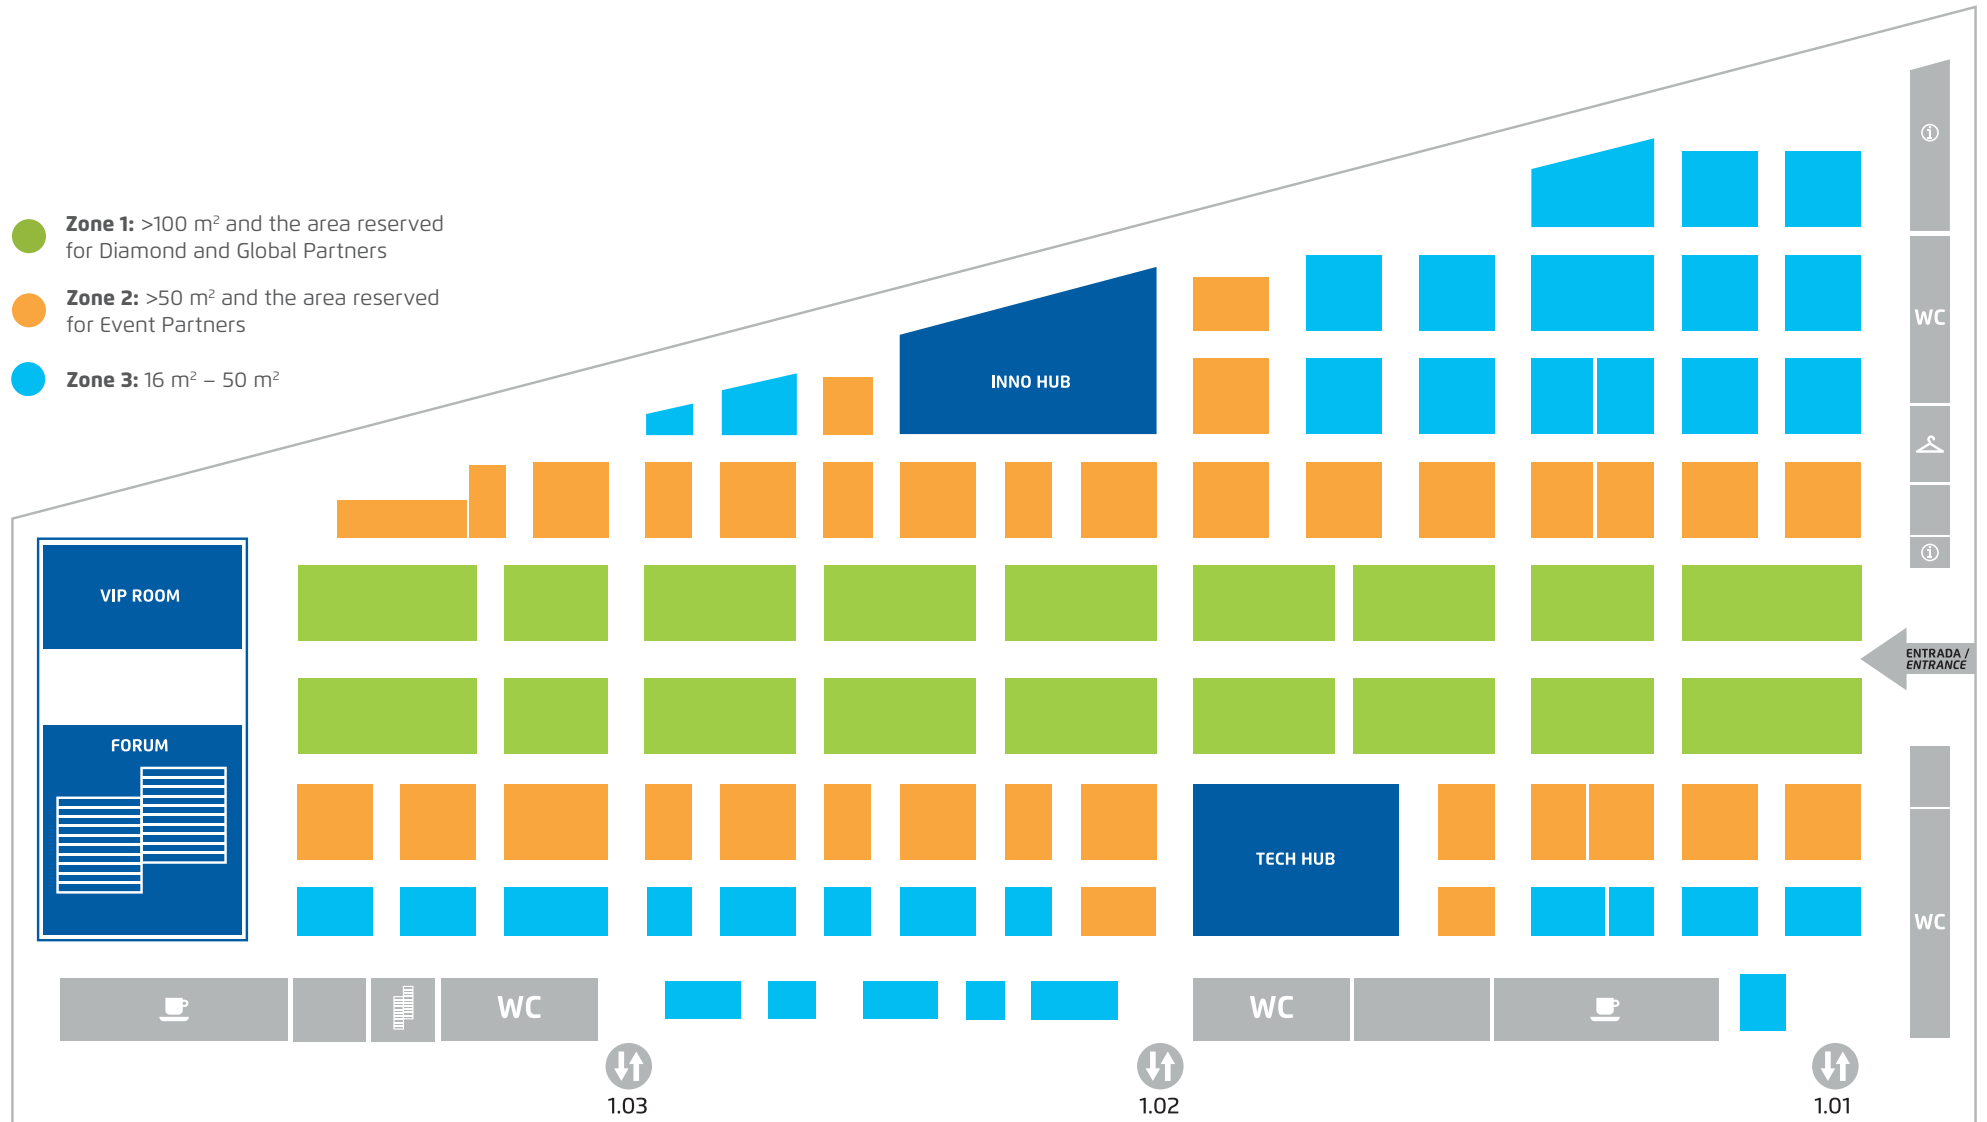 Zone 1: >100 m² and the area reserved
for Diamond and Global Partners
Zone 2: >50 m² and the area reserved
for Event Partners
Zone 3: 16 m² – 50 m²
INNO HUB
WC
VIP ROOM
ENTRADA /
ENTRANCE
FORUM
TECH HUB
WC
WC
WC
1.03
1.02
1.01